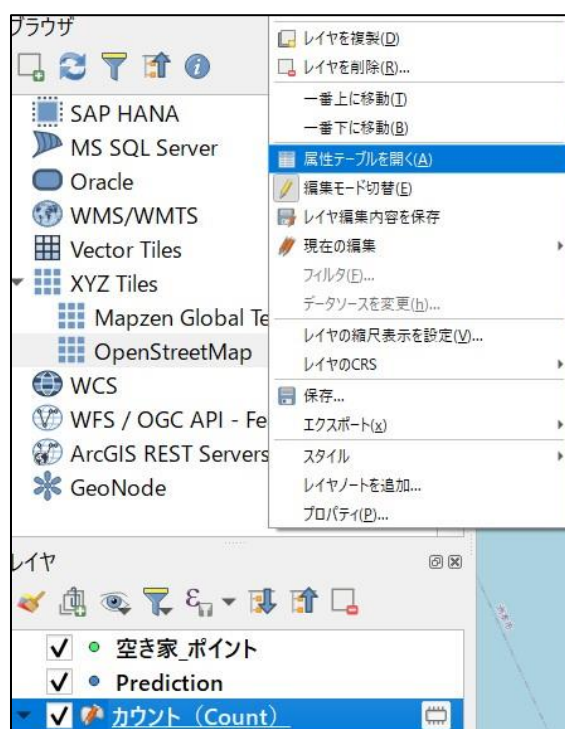 ブラウザ
SAP HANA
MS SQL Server
Oracle
WMS/WMTS
Vector Tiles
XYZ Tiles
Mapzen Global Te
OpenStreetMap
WCS
WFS / OGC API - Fe
ArcGIS REST Servers
GeoNode
レイヤを複製(D)
レイヤを削除(R)...
一番上に移動(T)
一番下に移動(B)
属性テーブルを開く(A)
編集モード切替(E)
レイヤ編集内容を保存
現在の編集
フィルタ(F)...
データソースを変更(h)...
レイヤの縮尺表示を設定(V)...
レイヤのCRS
保存...
エクスポート(x)
スタイル
レイヤノートを追加...
プロパティ(P)...
レイヤ
空き家_ポイント
Prediction
カウント（Count）